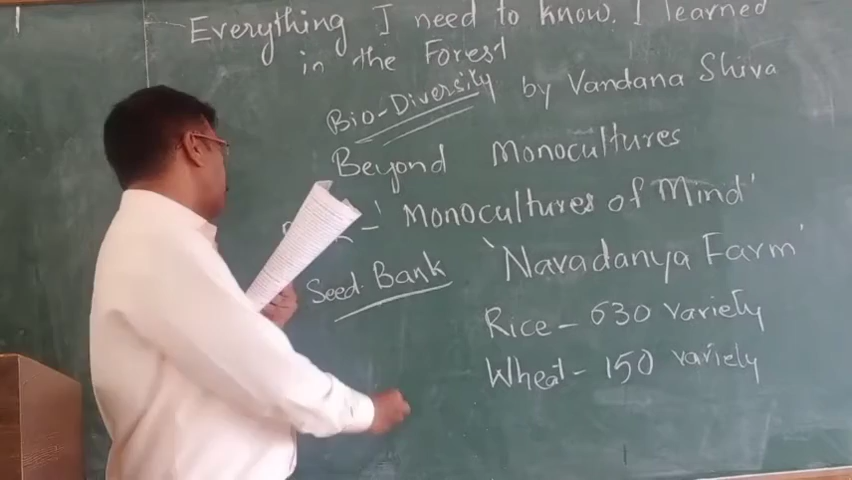 Everything I need to know. I learned
in the Forest
Bio-Diversity by Vandana Shiva
Beyond Monocultures
- 'Monocultures of Mind'
Seed. Bank 'Navadanya Farm'
Rice - 630 variety
Wheat - 150 variety